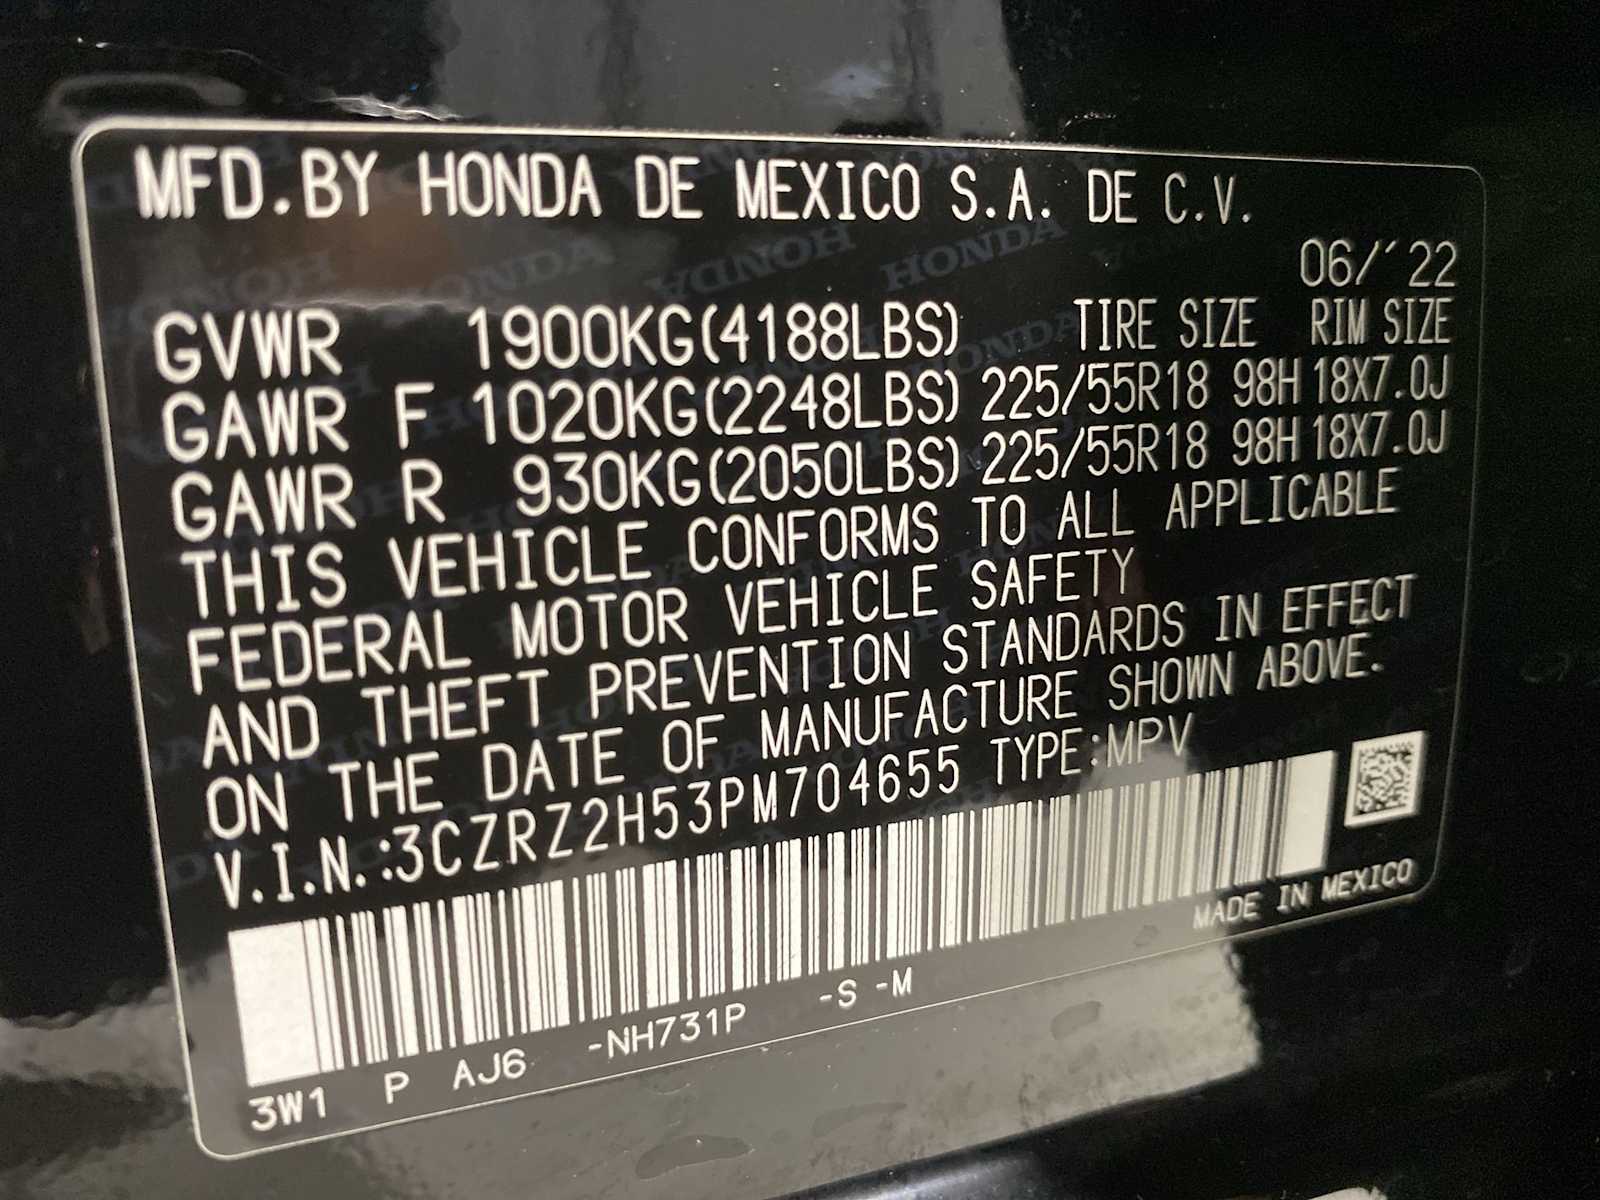 MFD.BY HONDA DE MEXICO S.A. DE C.V.
06/'22
GVWR 1900KG(4188LBS) TIRE SIZE RIM SIZE
GAWR F 1020KG(2248LBS) 225/55R18 98H 18X7.0J
GAWR R 930KG(2050LBS) 225/55R18 98H 18X7.0J
THIS VEHICLE CONFORMS TO ALL APPLICABLE
FEDERAL MOTOR VEHICLE SAFETY
AND THEFT PREVENTION STANDARDS IN EFFECT
ON THE DATE OF MANUFACTURE SHOWN ABOVE.
V.I.N.:3CZRZ2H53PM704655 TYPE:MPV
MADE IN MEXICO
3W1 P AJ6 -NH731P -S -M